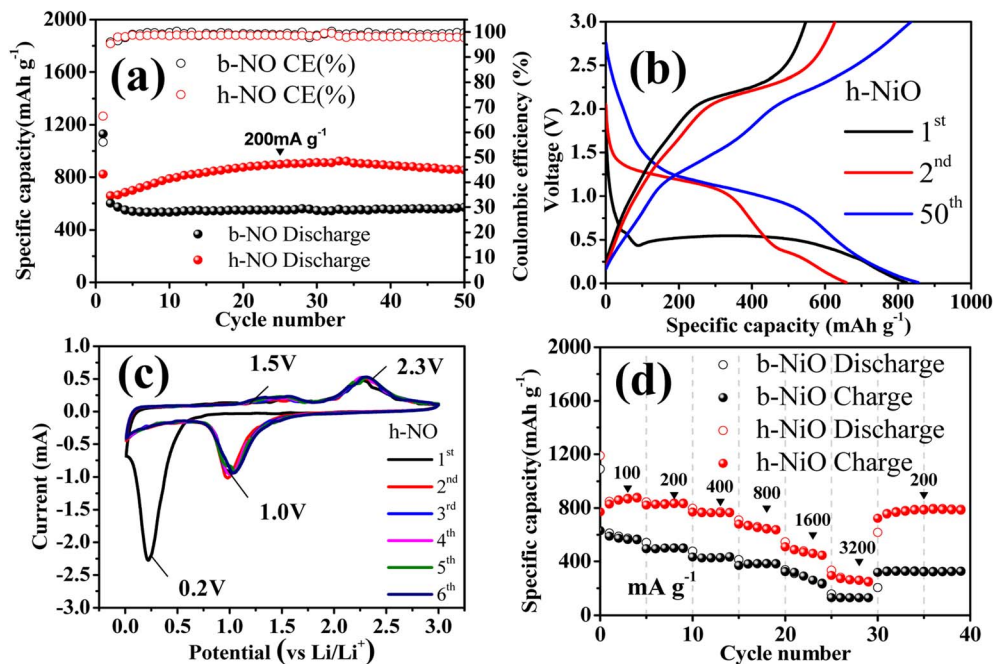 (a)
2000
1600
1200
800
400
0
Specific capacity(mAh g-1)
100
90
80
70
60
50
40
30
20
10
0
Coulombic efficiency (%)
b-NO CE(%)
h-NO CE(%)
200mA g-1
b-NO Discharge
h-NO Discharge
0 10 20 30 40 50
Cycle number
(b)
3.0
2.5
2.0
1.5
1.0
0.5
0.0
Voltage (V)
h-NiO
1st
2nd
50th
0 200 400 600 800 1000
Specific capacity (mAh g-1)
(c)
1.0
0.5
0.0
-0.5
-1.0
-1.5
-2.0
-2.5
-3.0
Current (mA)
1.5V
2.3V
1.0V
0.2V
h-NO
1st
2nd
3rd
4th
5th
6th
0.0 0.5 1.0 1.5 2.0 2.5 3.0
Potential (vs Li/Li+)
(d)
2000
1600
1200
800
400
0
Specific capacity(mAh g-1)
b-NiO Discharge
b-NiO Charge
h-NiO Discharge
h-NiO Charge
100
200
400
800
1600
3200
200
mA g-1
0 10 20 30 40
Cycle number